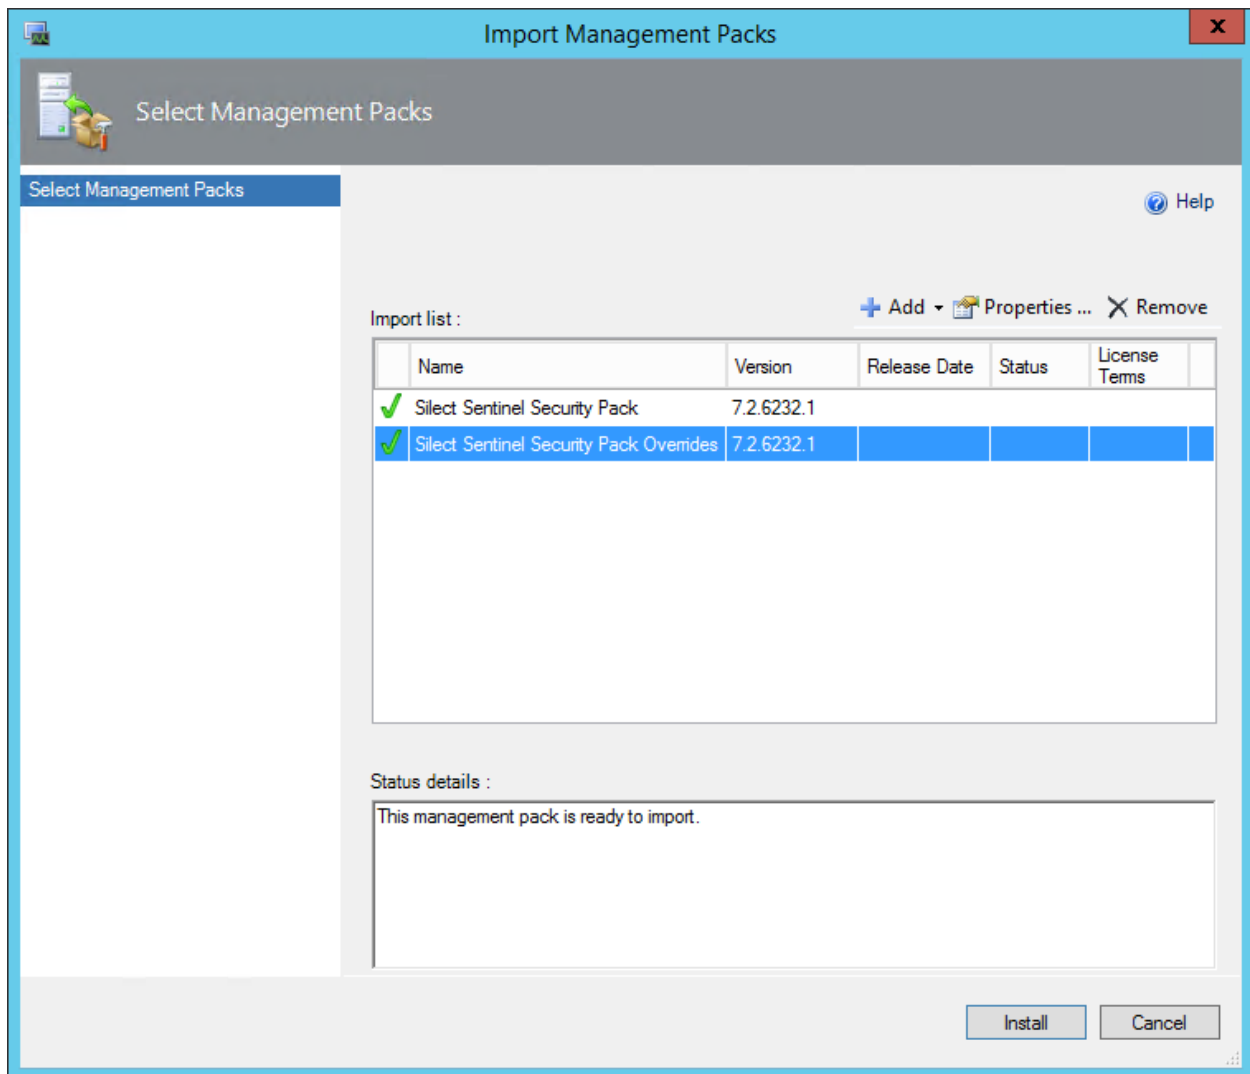 Import Management Packs
x
Select Management Packs
Select Management Packs
Help
Import list :
Add Properties ... Remove
Name Version Release Date Status License Terms
Silect Sentinel Security Pack 7.2.6232.1
Silect Sentinel Security Pack Overrides 7.2.6232.1
Status details :
This management pack is ready to import.
Install Cancel